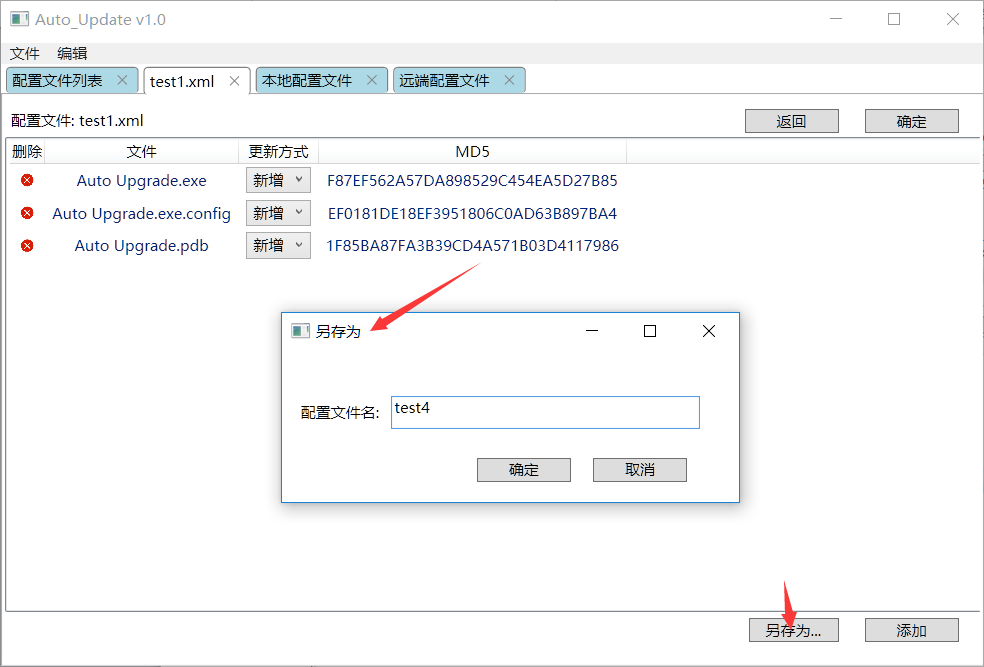 Auto_Update v1.0
文件 编辑
配置文件列表 test1.xml 本地配置文件 远端配置文件
配置文件: test1.xml 返回 确定
删除 文件 更新方式 MD5
Auto Upgrade.exe 新增 F87EF562A57DA898529C454EA5D27B85
Auto Upgrade.exe.config 新增 EF0181DE18EF3951806C0AD63B897BA4
Auto Upgrade.pdb 新增 1F85BA87FA3B39CD4A571B03D4117986
另存为
配置文件名: test4
确定 取消
另存为... 添加